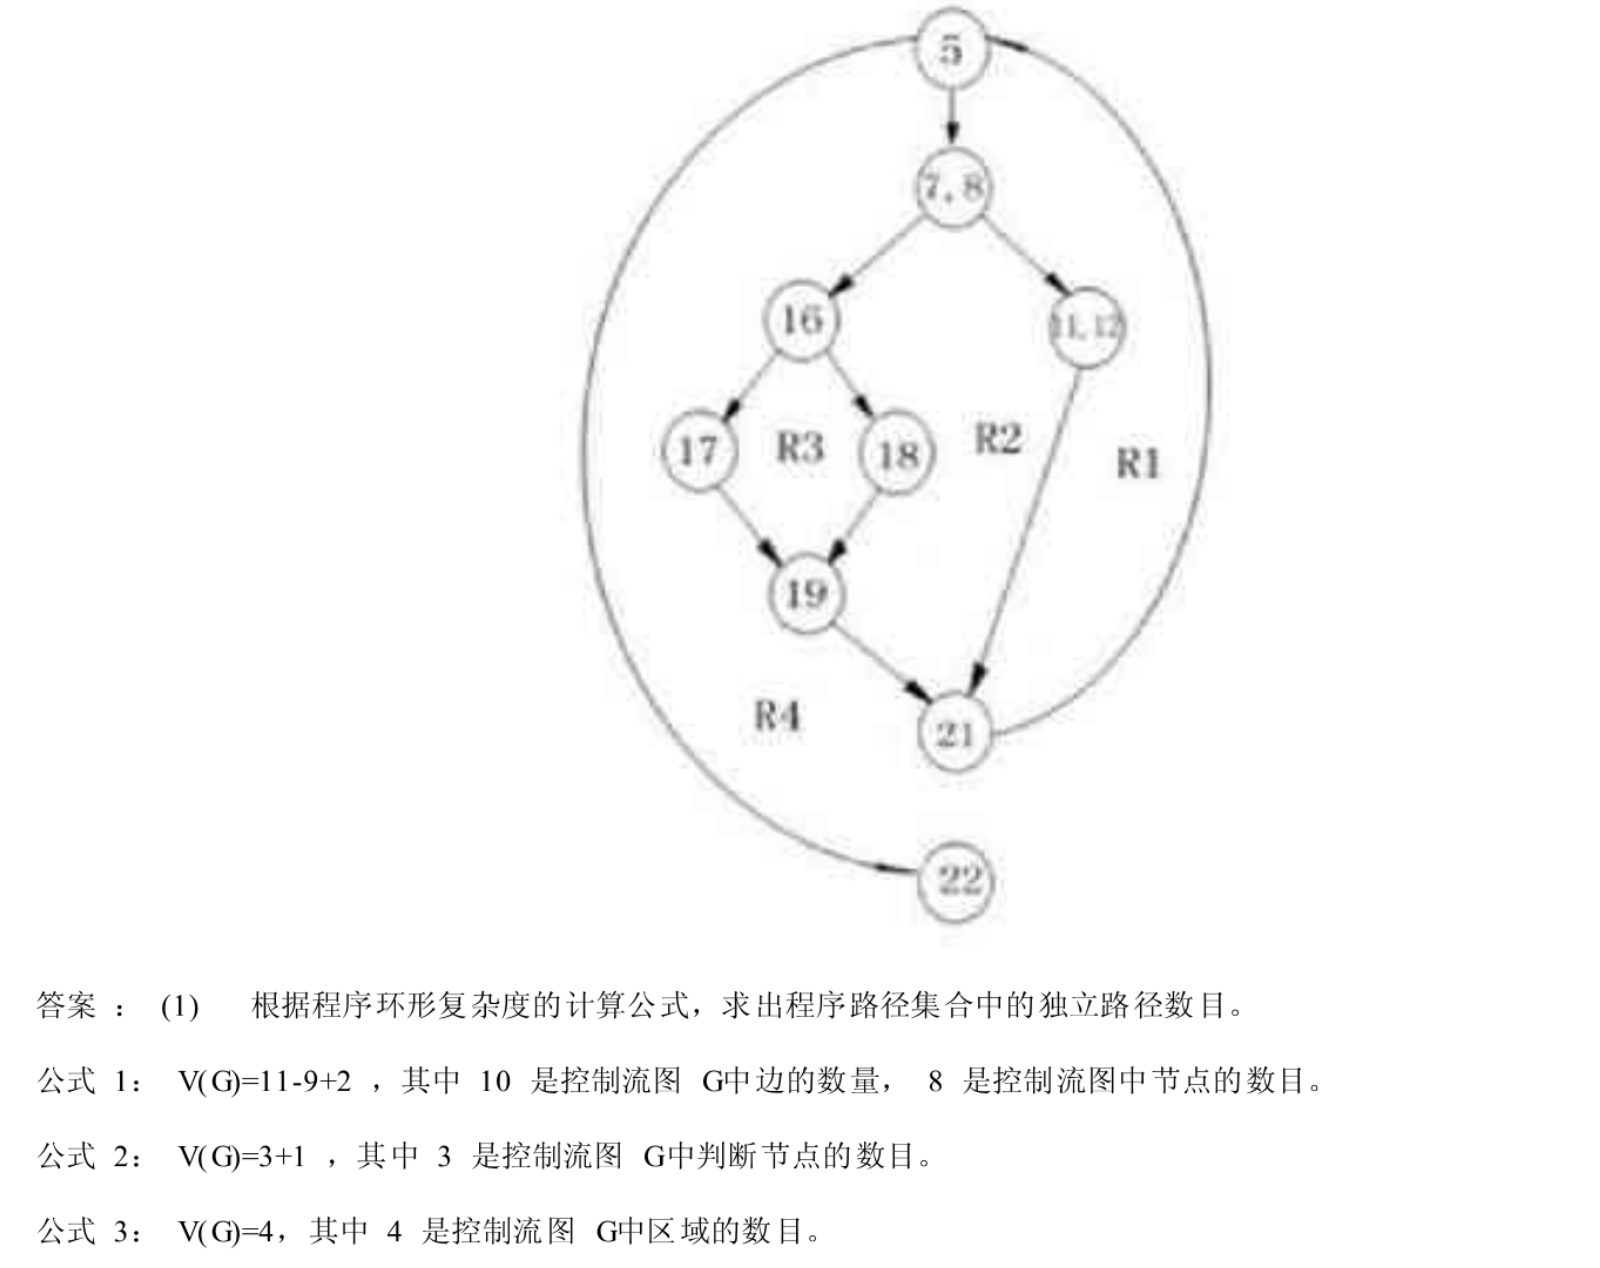 5
7, 8
16
11, 12
17
R3
18
R2
R1
19
R4
21
22
答案 : (1) 根据程序环形复杂度的计算公式，求出程序路径集合中的独立路径数目。
公式 1： V(G)=11-9+2 ，其中 10 是控制流图 G中边的数量， 8 是控制流图中节点的数目。
公式 2： V(G)=3+1 ，其中 3 是控制流图 G中判断节点的数目。
公式 3： V(G)=4，其中 4 是控制流图 G中区域的数目。